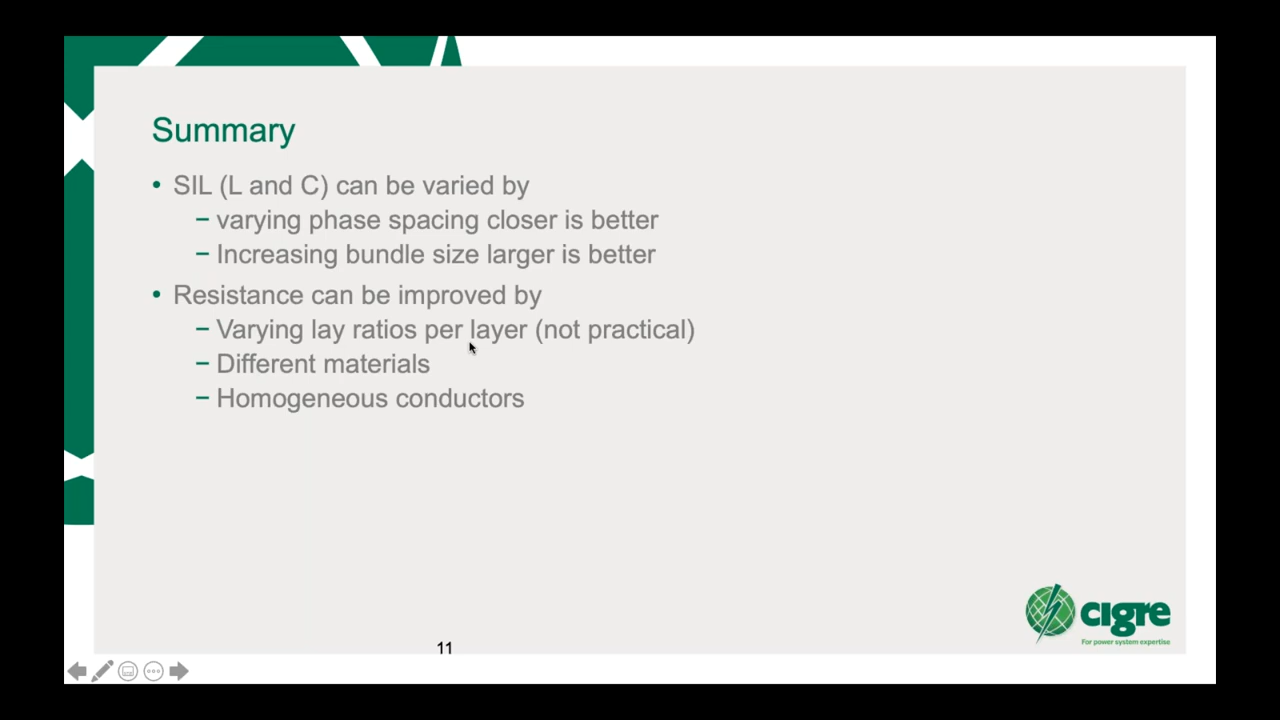 Summary
• SIL (L and C) can be varied by
– varying phase spacing closer is better
– Increasing bundle size larger is better
• Resistance can be improved by
– Varying lay ratios per layer (not practical)
– Different materials
– Homogeneous conductors
cigre
For power system expertise
11